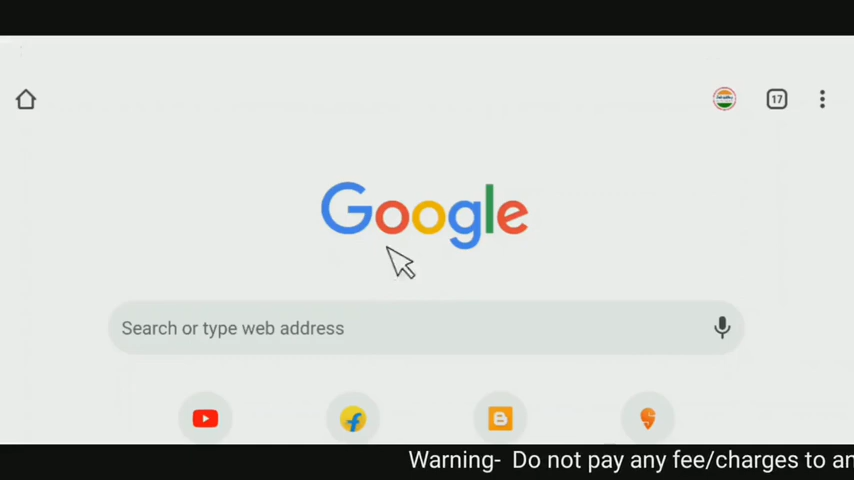 17
Google
Search or type web address
Warning- Do not pay any fee/charges to an